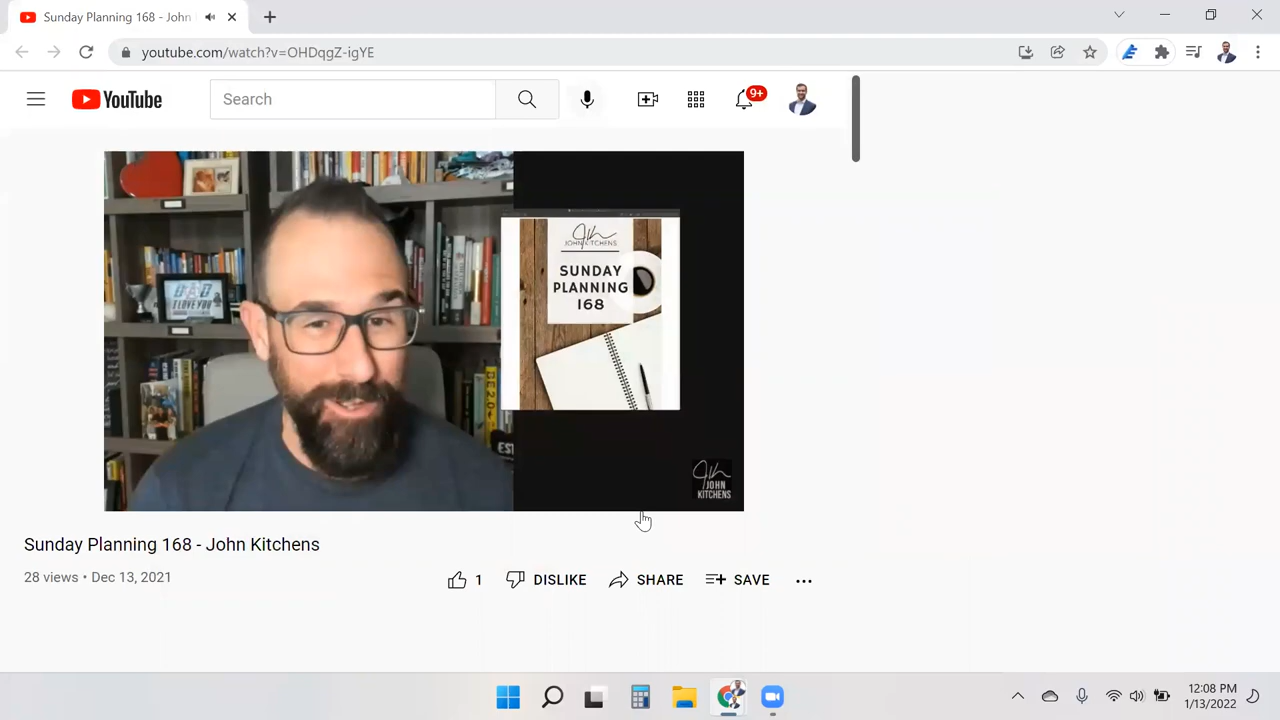 Sunday Planning 168 - John
youtube.com/watch?v=OHDqgZ-igYE
YouTube
Search
9+
JOHN KITCHENS
SUNDAY
PLANNING
168
I LOVE YOU
JOHN
KITCHENS
Sunday Planning 168 - John Kitchens
28 views • Dec 13, 2021
1
DISLIKE
SHARE
SAVE
12:08 PM
1/13/2022